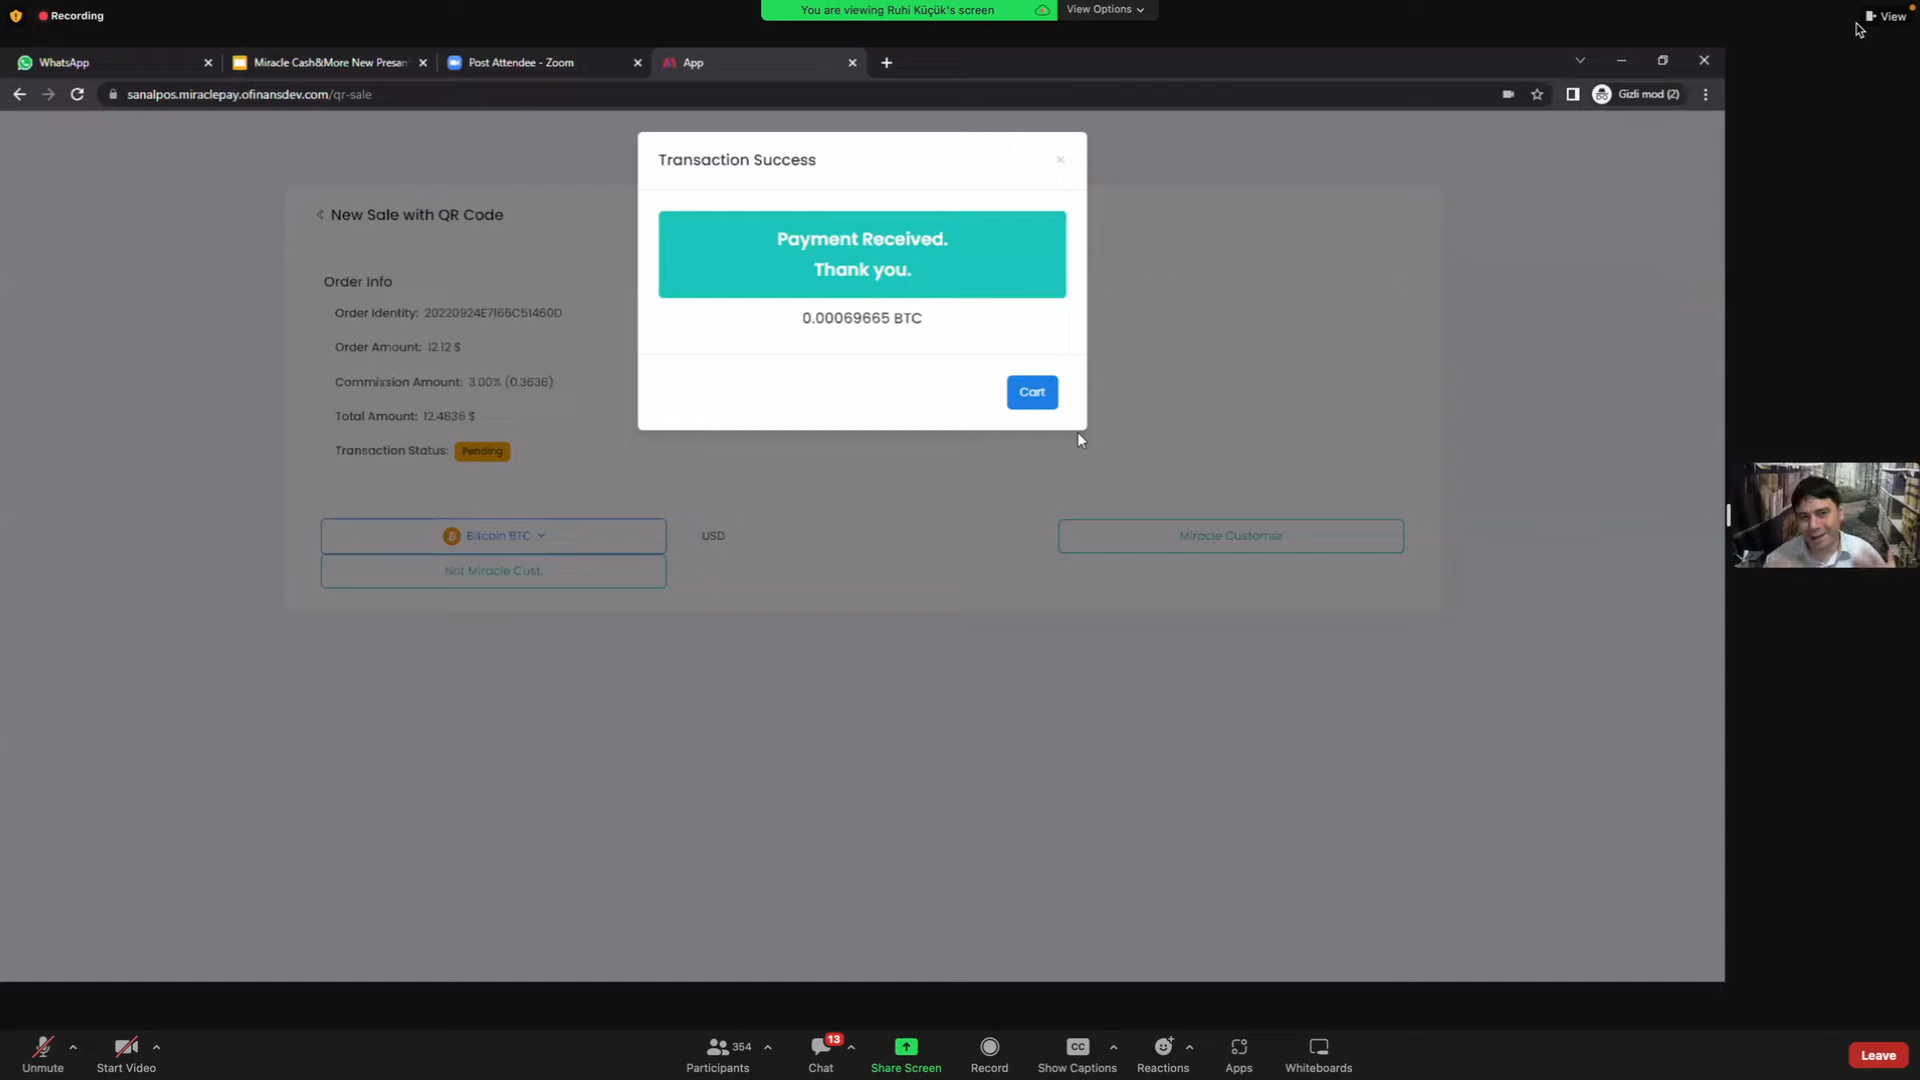 Recording
You are viewing Ruhi Küçük's screen
View Options
View
WhatsApp
Miracle Cash&More New Presan
Post Attendee - Zoom
App
sanalpos.miraclepay.ofinansdev.com/qr-sale
Gizli mod (2)
Transaction Success
Payment Received.
Thank you.
0.00069665 BTC
Cart
New Sale with QR Code
Order Info
Order Identity: 20220924E7166C51460D
Order Amount: 12.12 $
Commission Amount: 3.00% (0.3636)
Total Amount: 12.4836 $
Transaction Status: Pending
Bitcoin BTC
USD
Miracle Customer
Not Miracle Cust.
Unmute
Start Video
354
Participants
13
Chat
Share Screen
Record
CC
Show Captions
Reactions
Apps
Whiteboards
Leave